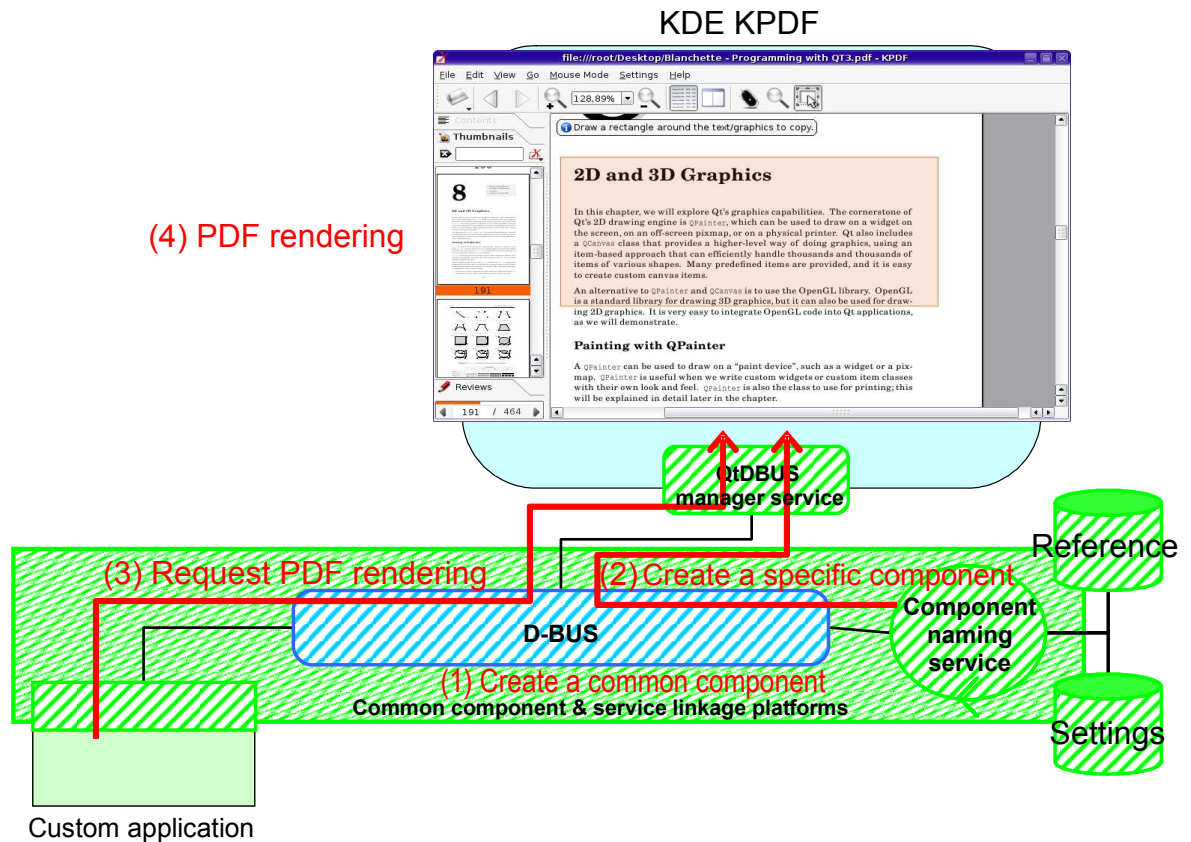 KDE KPDF
file:///root/Desktop/Blanchette - Programming with QT3.pdf - KPDF
File Edit View Go Mouse Mode Settings Help
128,89%
Contents
Draw a rectangle around the text/graphics to copy.
Thumbnails
2D and 3D Graphics
8
In this chapter, we will explore Qt's graphics capabilities. The cornerstone of
Qt's 2D drawing engine is QPainter, which can be used to draw on a widget on
the screen, on an off-screen pixmap, or on a physical printer. Qt also includes
a QCanvas class that provides a higher-level way of doing graphics, using an
item-based approach that can efficiently handle thousands and thousands of
items of various shapes. Many predefined items are provided, and it is easy
to create custom canvas items.
191
An alternative to QPainter and QCanvas is to use the OpenGL library. OpenGL
is a standard library for drawing 3D graphics, but it can also be used for draw-
ing 2D graphics. It is very easy to integrate OpenGL code into Qt applications,
as we will demonstrate.
Painting with QPainter
A QPainter can be used to draw on a "paint device", such as a widget or a pix-
map. QPainter is useful when we write custom widgets or custom item classes
with their own look and feel. QPainter is also the class to use for printing; this
will be explained in detail later in the chapter.
Reviews
191 / 464
(4) PDF rendering
QtDBUS
manager service
Reference
(3) Request PDF rendering
(2) Create a specific component
Component
naming
service
D-BUS
(1) Create a common component
Common component & service linkage platforms
Settings
Custom application